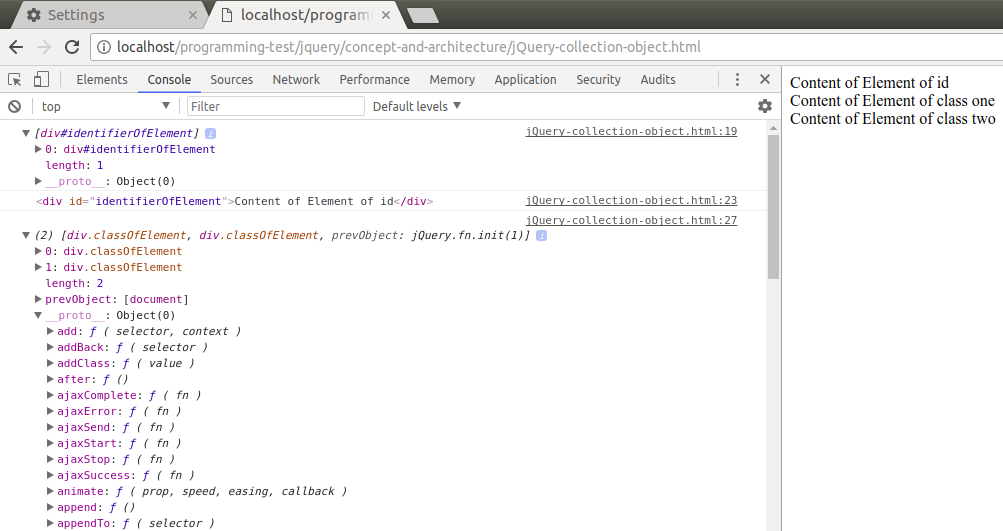 Settings
localhost/programm
localhost/programming-test/jquery/concept-and-architecture/jQuery-collection-object.html
Elements Console Sources Network Performance Memory Application Security Audits
top Filter Default levels
[div#identifierOfElement] i jQuery-collection-object.html:19
0: div#identifierOfElement
length: 1
__proto__: Object(0)
<div id="identifierOfElement">Content of Element of id</div> jQuery-collection-object.html:23
jQuery-collection-object.html:27
(2) [div.classOfElement, div.classOfElement, prevObject: jQuery.fn.init(1)] i
0: div.classOfElement
1: div.classOfElement
length: 2
prevObject: [document]
__proto__: Object(0)
add: ƒ ( selector, context )
addBack: ƒ ( selector )
addClass: ƒ ( value )
after: ƒ ()
ajaxComplete: ƒ ( fn )
ajaxError: ƒ ( fn )
ajaxSend: ƒ ( fn )
ajaxStart: ƒ ( fn )
ajaxStop: ƒ ( fn )
ajaxSuccess: ƒ ( fn )
animate: ƒ ( prop, speed, easing, callback )
append: ƒ ()
appendTo: ƒ ( selector )
Content of Element of id
Content of Element of class one
Content of Element of class two